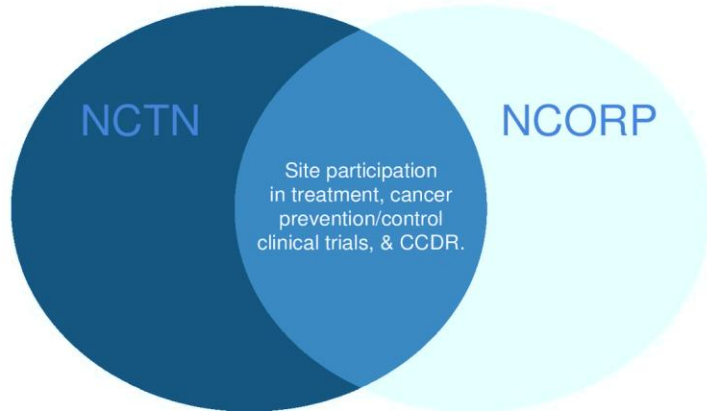 NCTN
NCORP
Site participation
in treatment, cancer
prevention/control
clinical trials, & CCDR.